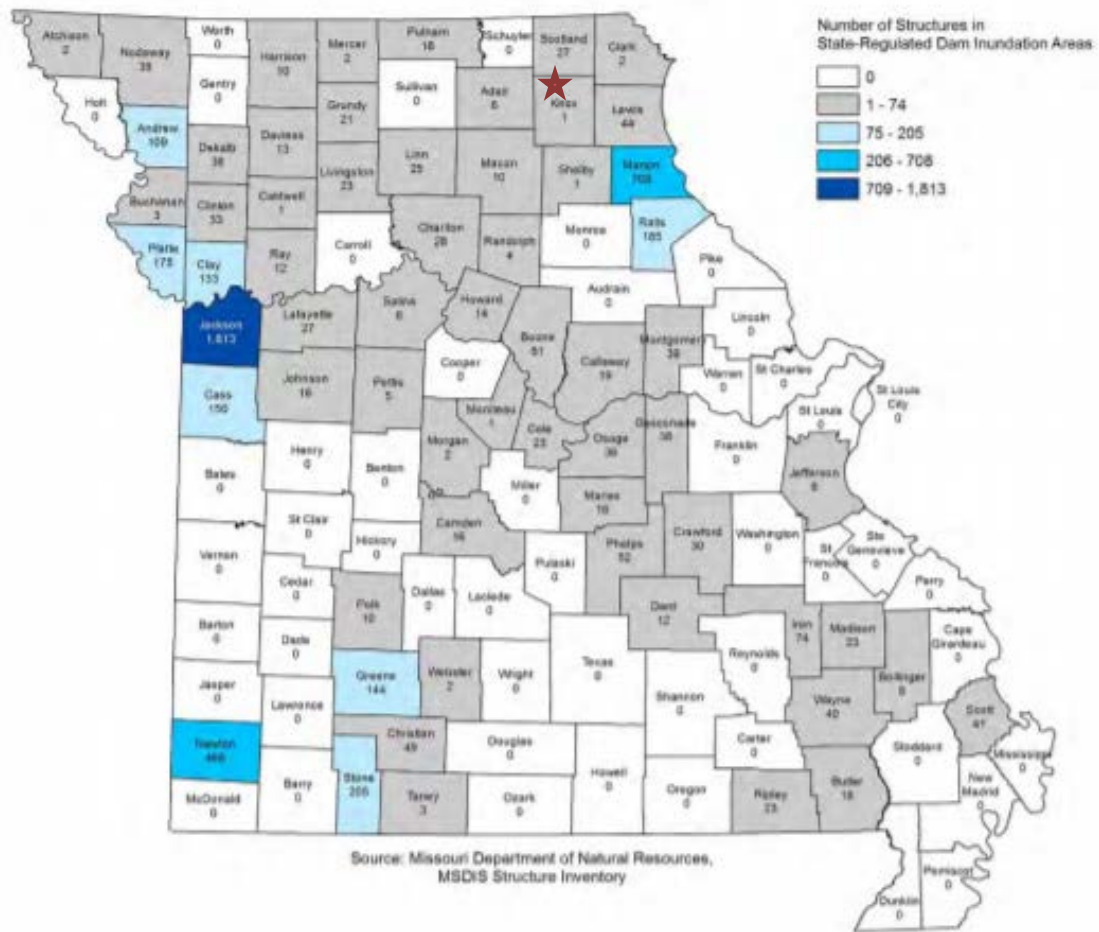 Number of Structures in
State-Regulated Dam Inundation Areas
0
1 - 74
75 - 205
206 - 708
709 - 1,813
Atchison
2
Nodaway
Worth
0
Gentry
0
Harrison
10
Mercer
2
Putnam
18
Schuyler
0
Scotland
27
Clark
2
Holt
0
Andrew
109
Dekalb
38
Daviess
13
Grundy
21
Sullivan
0
Adair
6
Knox
1
Lewis
44
Buchanan
3
Clinton
33
Caldwell
1
Livingston
23
Linn
25
Macon
10
Shelby
1
Marion
708
Platte
175
Clay
133
Ray
12
Carroll
0
Chariton
28
Randolph
4
Monroe
0
Ralls
185
Pike
0
Audrain
0
Jackson
1,813
Lafayette
27
Saline
6
Howard
14
Boone
51
Callaway
19
Montgomery
Lincoln
0
Cooper
0
Warren
0
St Charles
0
St Louis
0
St Louis
City
0
Cass
150
Johnson
16
Pettis
5
Moniteau
1
Cole
23
Osage
Gasconade
38
Franklin
0
Jefferson
Bates
0
Henry
0
Benton
0
Morgan
2
Miller
0
Maries
Camden
Vernon
0
St Clair
0
Hickory
0
Pulaski
0
Phelps
52
Crawford
30
Washington
0
St
Francois
0
Ste
Genevieve
0
Perry
0
Cedar
0
Polk
10
Dallas
0
Laclede
0
Dent
12
Iron
74
Madison
23
Cape
Girardeau
0
Barton
0
Dade
0
Greene
144
Webster
2
Wright
0
Texas
0
Reynolds
0
Bollinger
Jasper
0
Lawrence
0
Shannon
0
Wayne
40
Scott
Newton
Christian
49
Douglas
0
Carter
0
Stoddard
0
Mississippi
0
McDonald
0
Barry
0
Stone
205
Taney
3
Ozark
0
Howell
0
Oregon
0
Ripley
23
Butler
18
New
Madrid
0
Pemiscot
0
Dunklin
0
Source: Missouri Department of Natural Resources,
MSDIS Structure Inventory